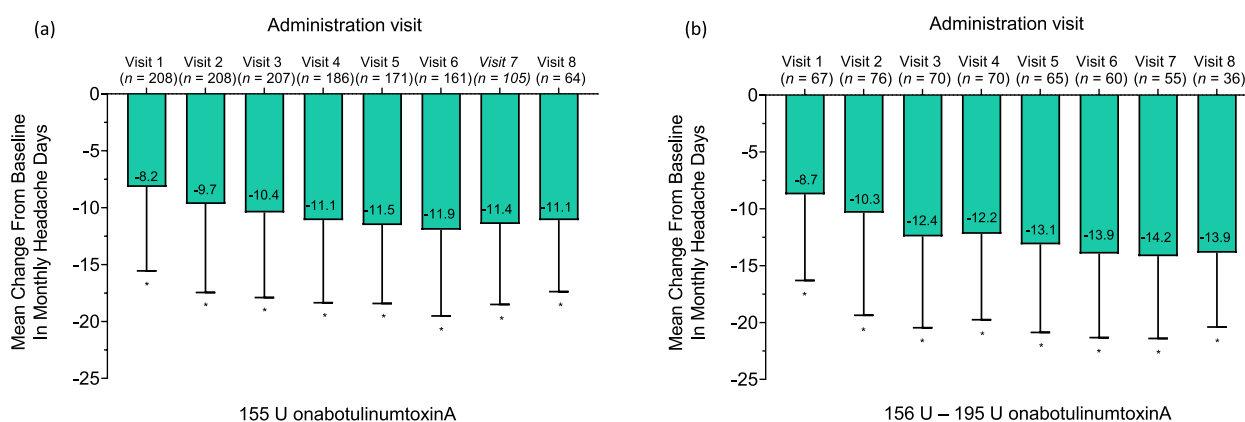 (a)
Administration visit
Visit 1 Visit 2 Visit 3 Visit 4 Visit 5 Visit 6 Visit 7 Visit 8
(n = 208) (n = 208) (n = 207) (n = 186) (n = 171) (n = 161) (n = 105) (n = 64)
Mean Change From Baseline
In Monthly Headache Days
0
-5
-10
-15
-20
-25
-8.2
-9.7
-10.4
-11.1
-11.5
-11.9
-11.4
-11.1
* * * * * * * *
155 U onabotulinumtoxinA
(b)
Administration visit
Visit 1 Visit 2 Visit 3 Visit 4 Visit 5 Visit 6 Visit 7 Visit 8
(n = 67) (n = 76) (n = 70) (n = 70) (n = 65) (n = 60) (n = 55) (n = 36)
Mean Change From Baseline
In Monthly Headache Days
0
-5
-10
-15
-20
-25
-8.7
-10.3
-12.4
-12.2
-13.1
-13.9
-14.2
-13.9
* * * * * * * *
156 U – 195 U onabotulinumtoxinA